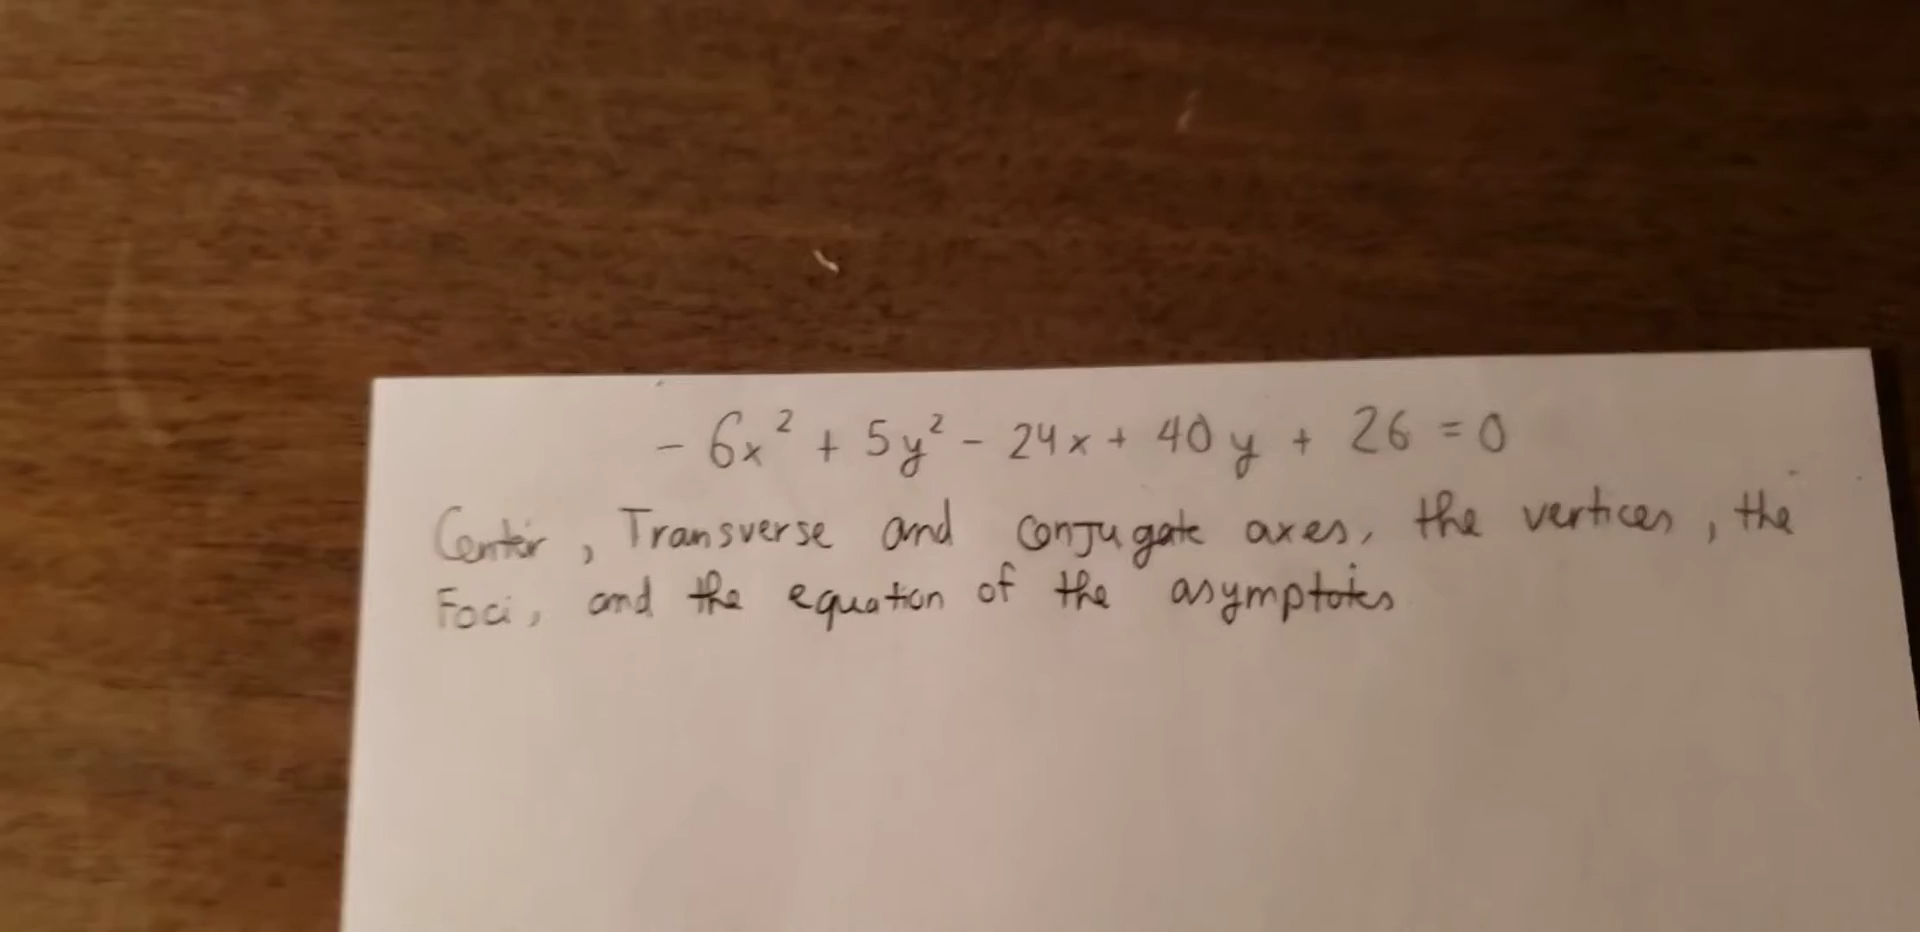 - 6x² + 5y² - 24x + 40y + 26 = 0
Center, Transverse and conjugate axes, the vertices, the
Foci, and the equation of the asymptotes